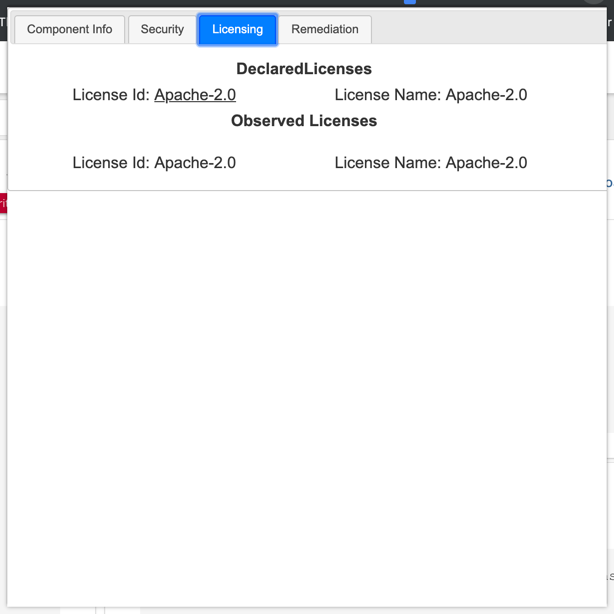 Component Info Security Licensing Remediation
DeclaredLicenses
License Id: Apache-2.0 License Name: Apache-2.0
Observed Licenses
License Id: Apache-2.0 License Name: Apache-2.0